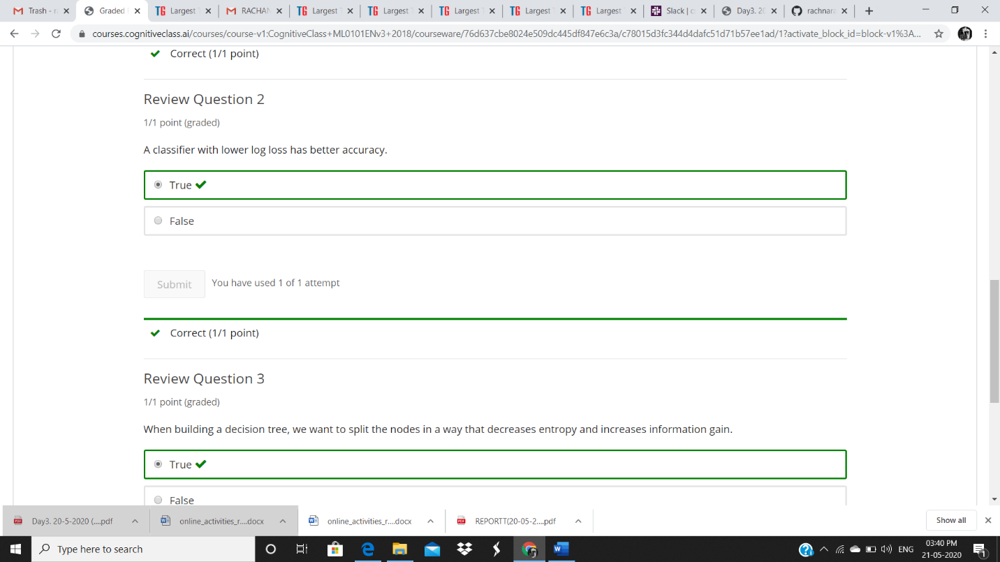 Trash - r
Graded
Largest T
RACHAN
Largest T
Largest T
Largest T
Largest T
Largest
Slack | c
Day3. 20
rachnara
courses.cognitiveclass.ai/courses/course-v1:CognitiveClass+ML0101ENv3+2018/courseware/76d637cbe8024e509dc445df847e6c3a/c78015d3fc344d4dafc51d71b57ee1ad/1?activate_block_id=block-v1%3A...
Correct (1/1 point)
Review Question 2
1/1 point (graded)
A classifier with lower log loss has better accuracy.
True
False
Submit
You have used 1 of 1 attempt
Correct (1/1 point)
Review Question 3
1/1 point (graded)
When building a decision tree, we want to split the nodes in a way that decreases entropy and increases information gain.
True
False
Day3. 20-5-2020 (....pdf
online_activities_r....docx
online_activities_r....docx
REPORTT(20-05-2....pdf
Show all
Type here to search
ENG
03:40 PM
21-05-2020
1